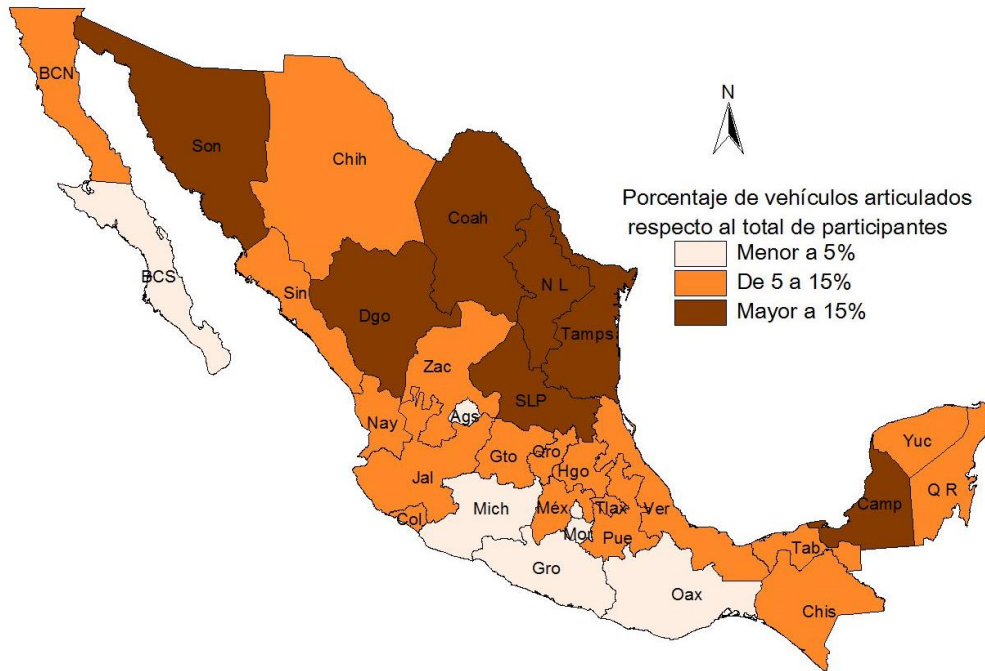 BCN
N
Son
Chih
Porcentaje de vehículos articulados
respecto al total de participantes
Coah
Menor a 5%
De 5 a 15%
Mayor a 15%
BCS
Sin
N L
Dgo
Tamps
Zac
SLP
Ags
Nay
Yuc
Gto
Qro
Hgo
Jal
Q R
Camp
Mich
Méx
Tlax
Ver
Col
Mor
Pue
Tab
Gro
Oax
Chis